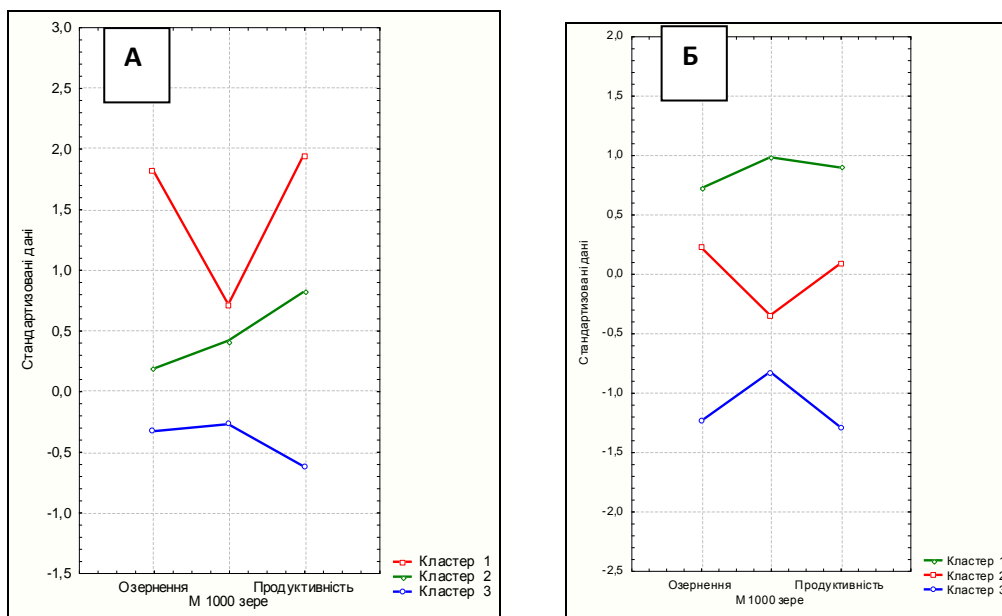 А
3,0
2,5
2,0
1,5
1,0
0,5
0,0
-0,5
-1,0
-1,5
Стандартизовані дані
Озернення
М 1000 зере
Продуктивність
Кластер 1
Кластер 2
Кластер 3
Б
2,0
1,5
1,0
0,5
0,0
-0,5
-1,0
-1,5
-2,0
-2,5
Стандартизовані дані
Озернення
М 1000 зере
Продуктивність
Кластер 1
Кластер 2
Кластер 3